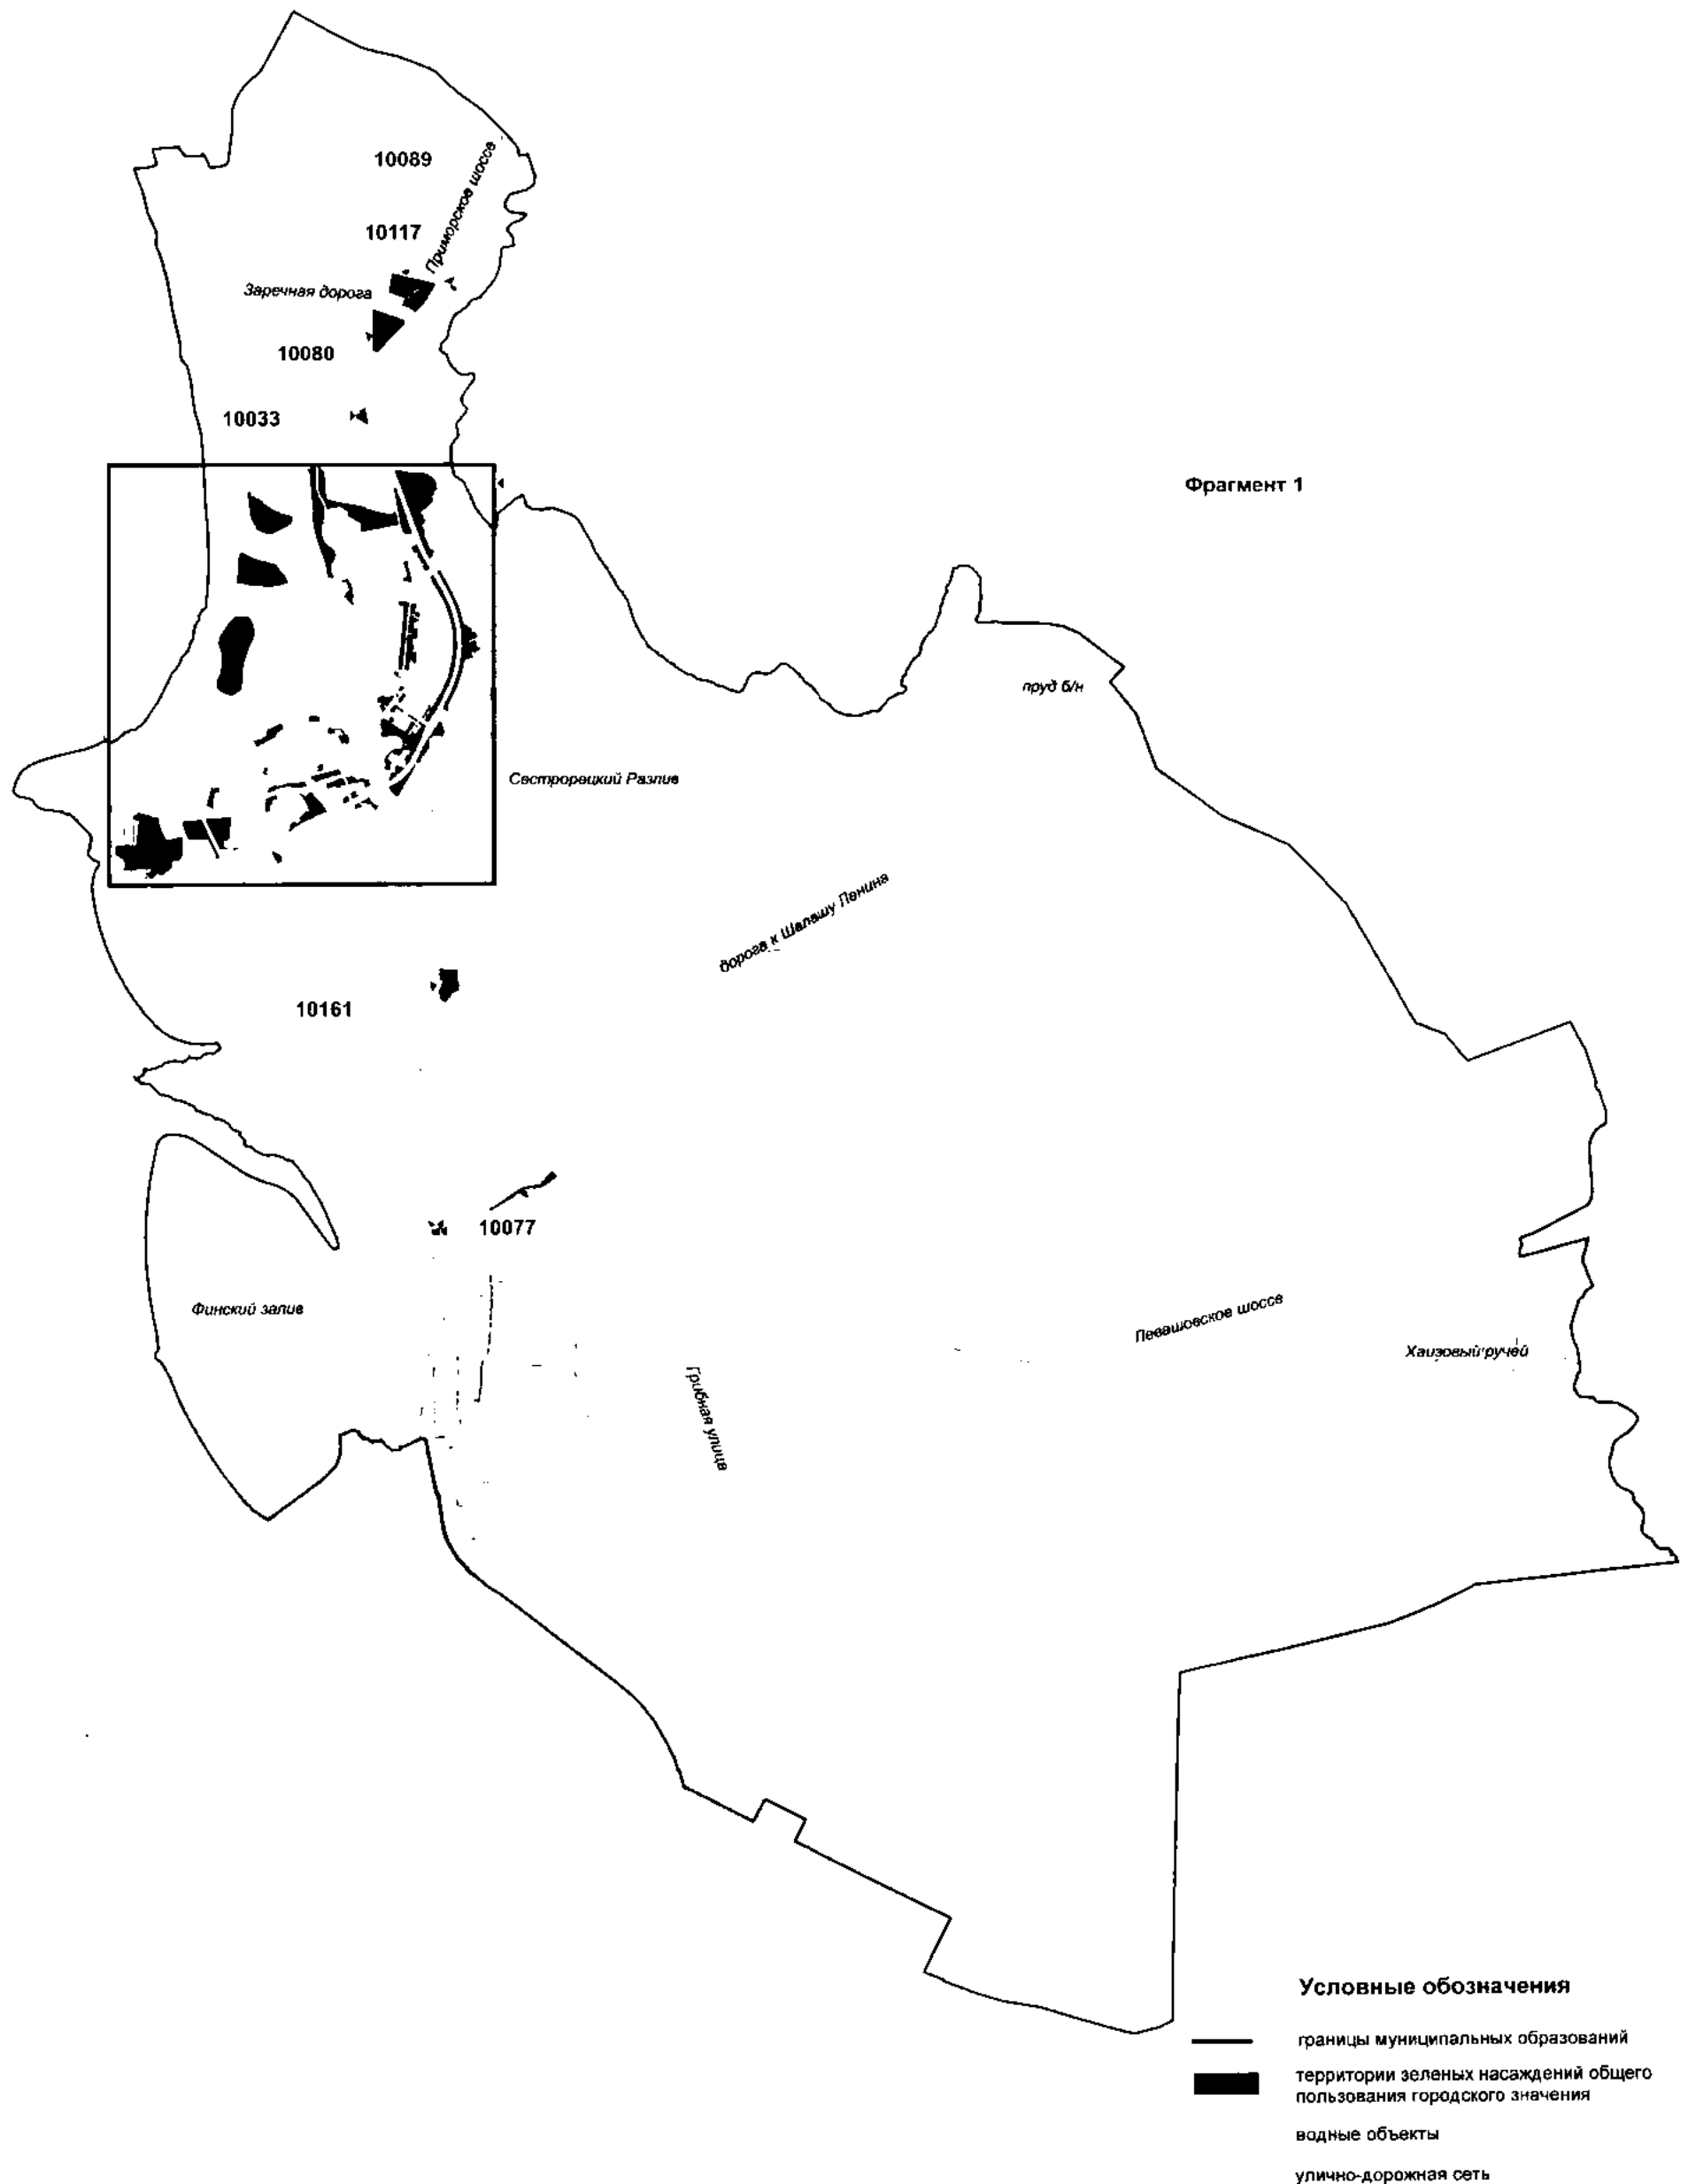 10089
Приморское шоссе
10117
Заречная дорога
10080
10033
Фрагмент 1
пруд б/н
Сестрорецкий Разлив
дорога к Шалашу Ленина
10161
10077
Финский залив
Левашовское шоссе
Хаизовый ручей
Грибная улица
Условные обозначения
границы муниципальных образований
территории зеленых насаждений общего
пользования городского значения
водные объекты
улично-дорожная сеть